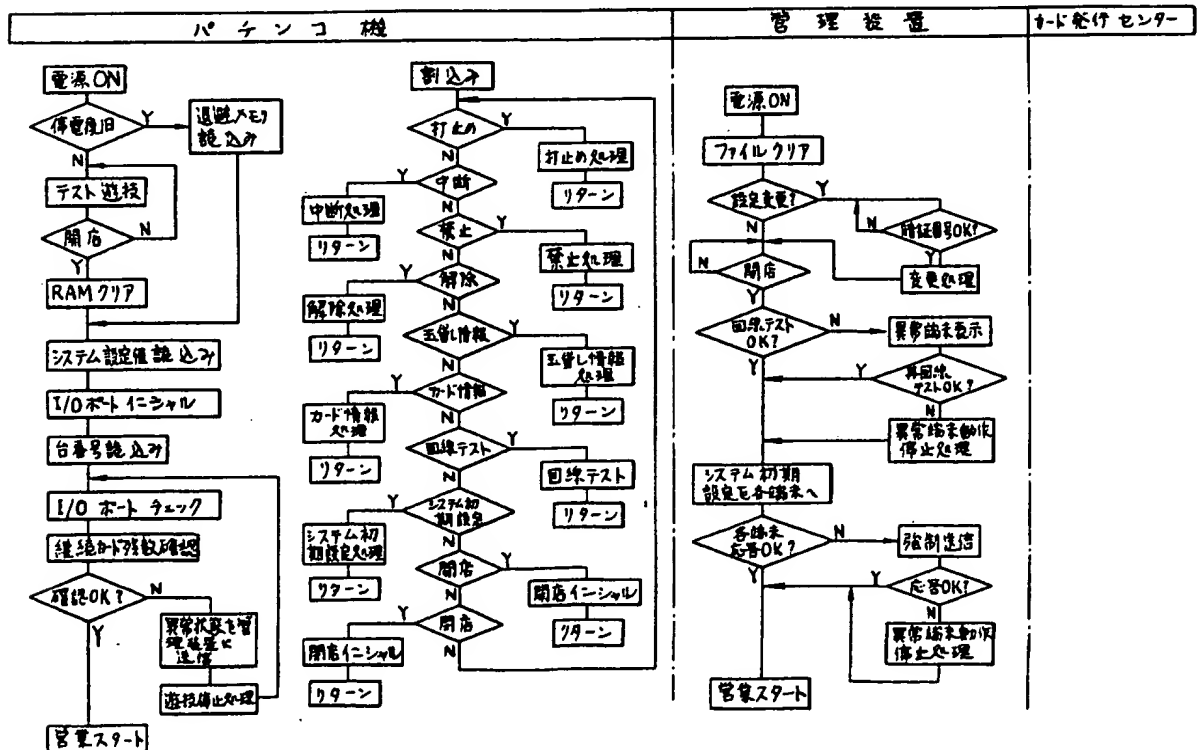 パチンコ機
管理装置
カード発行センター
電源ON
停電復旧
Y
退避メモリ
読込み
N
テスト遊技
開店
N
Y
RAMクリア
システム設定値読込み
I/Oポートイニシャル
台番号読込み
I/Oポートチェック
継続カード残数確認
確認OK?
N
Y
異常状態を管
理装置に
送信
遊技停止処理
営業スタート
割込み
打止め
Y
N
打止め処理
リターン
中断
Y
N
中断処理
リターン
禁止
Y
N
禁止処理
リターン
解除
Y
N
解除処理
リターン
玉貸し情報
Y
N
玉貸し情報
処理
リターン
カード情報
Y
N
カード情報
処理
リターン
回線テスト
Y
N
回線テスト
リターン
システム初
期設定
Y
N
システム初
期設定処理
リターン
Y
N
開店イニシャル
リターン
Y
N
リターン
電源ON
ファイルクリア
設定変更?
Y
N
暗証番号OK?
N
Y
変更処理
開店
N
Y
回線テスト
OK?
N
Y
異常端末表示
再回線
テストOK?
Y
N
異常端末動作
停止処理
システム初期
設定を各端末へ
各端末
応答OK?
N
Y
強制送信
応答OK?
Y
N
異常端末動作
停止処理
営業スタート